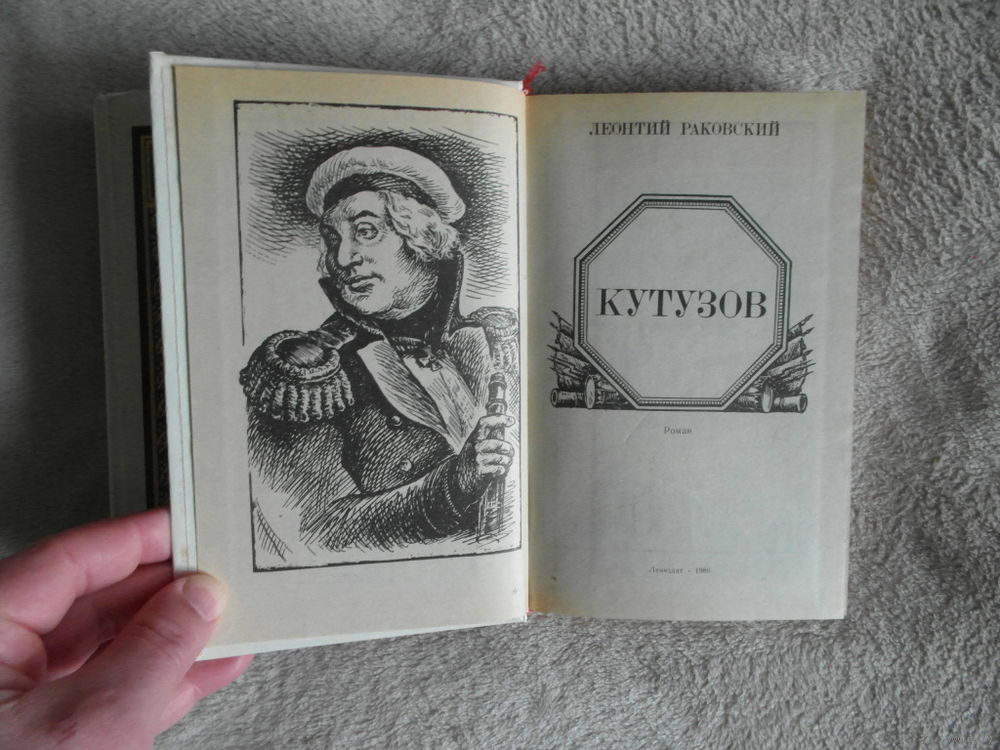 ЛЕОНТИЙ РАКОВСКИЙ
КУТУЗОВ
Роман
Лениздат - 1986